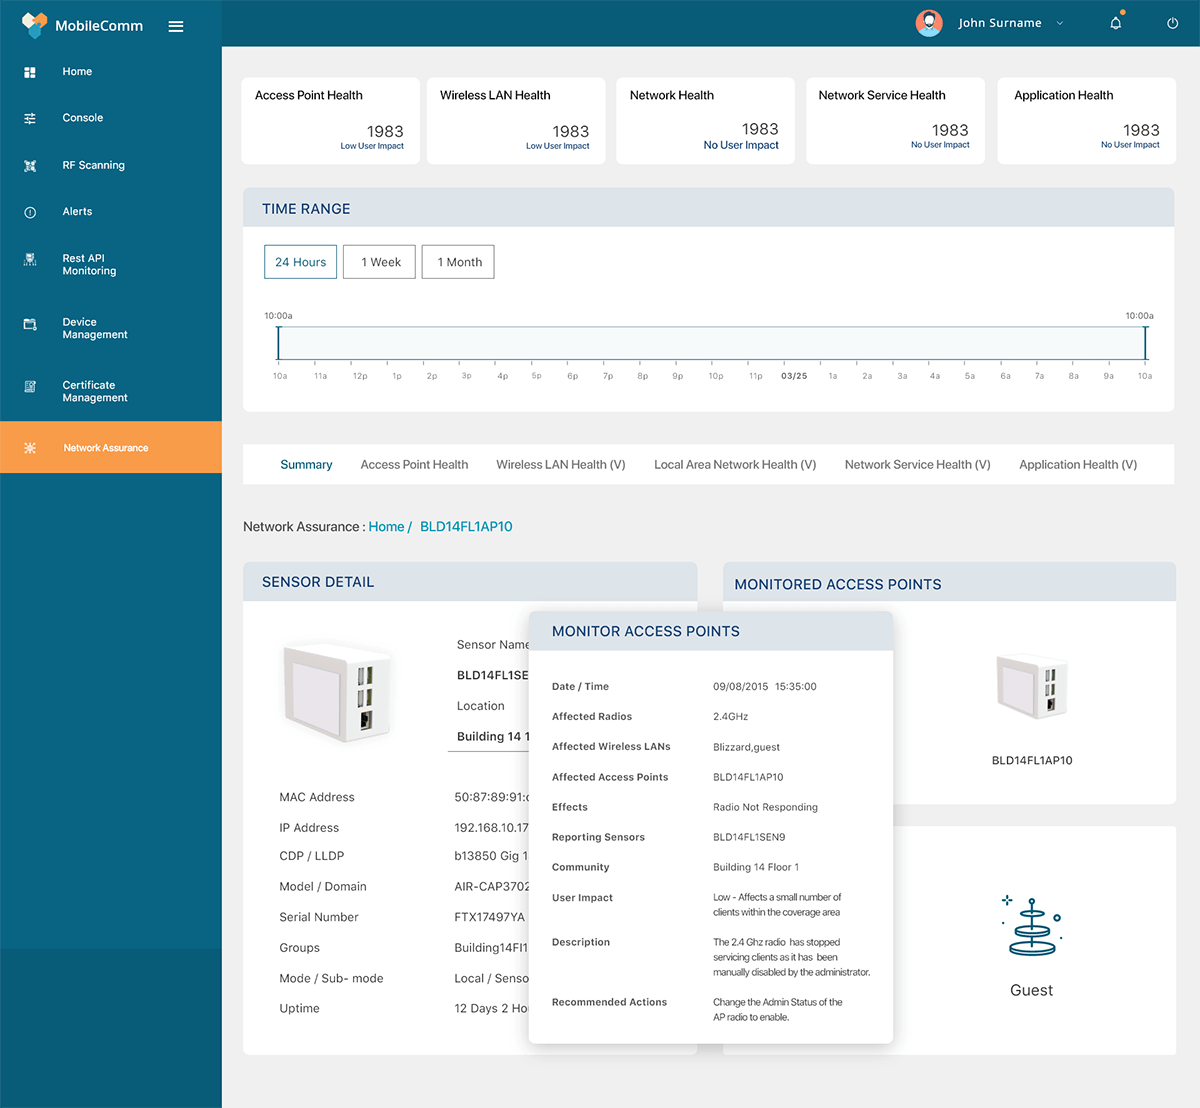 MobileComm
John Surname
Home
Console
RF Scanning
Alerts
Rest API
Monitoring
Device
Management
Certificate
Management
Network Assurance
Access Point Health
1983
Low User Impact
Wireless LAN Health
1983
Low User Impact
Network Health
1983
No User Impact
Network Service Health
1983
No User Impact
Application Health
1983
No User Impact
TIME RANGE
24 Hours
1 Week
1 Month
10:00a
10:00a
10a 11a 12p 1p 2p 3p 4p 5p 6p 7p 8p 9p 10p 11p 03/25 1a 2a 3a 4a 5a 6a 7a 8a 9a 10a
Summary
Access Point Health
Wireless LAN Health (V)
Local Area Network Health (V)
Network Service Health (V)
Application Health (V)
Network Assurance : Home / BLD14FL1AP10
SENSOR DETAIL
Sensor Name
BLD14FL1SE
Location
Building 14 1
MAC Address 50:87:89:91:
IP Address 192.168.10.17
CDP / LLDP b13850 Gig 1
Model / Domain AIR-CAP3702
Serial Number FTX17497YA
Groups Building14Fl1
Mode / Sub- mode Local / Senso
Uptime 12 Days 2 Ho
MONITOR ACCESS POINTS
Date / Time 09/08/2015 15:35:00
Affected Radios 2.4GHz
Affected Wireless LANs Blizzard,guest
Affected Access Points BLD14FL1AP10
Effects Radio Not Responding
Reporting Sensors BLD14FL1SEN9
Community Building 14 Floor 1
User Impact Low - Affects a small number of
clients within the coverage area
Description The 2.4 Ghz radio has stopped
servicing clients as it has been
manually disabled by the administrator.
Recommended Actions Change the Admin Status of the
AP radio to enable.
MONITORED ACCESS POINTS
BLD14FL1AP10
Guest